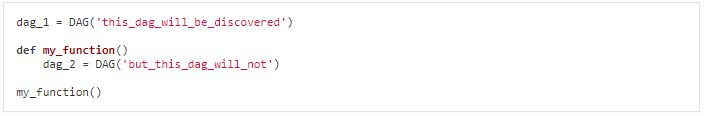 dag_1 = DAG('this_dag_will_be_discovered')
def my_function()
    dag_2 = DAG('but_this_dag_will_not')
my_function()